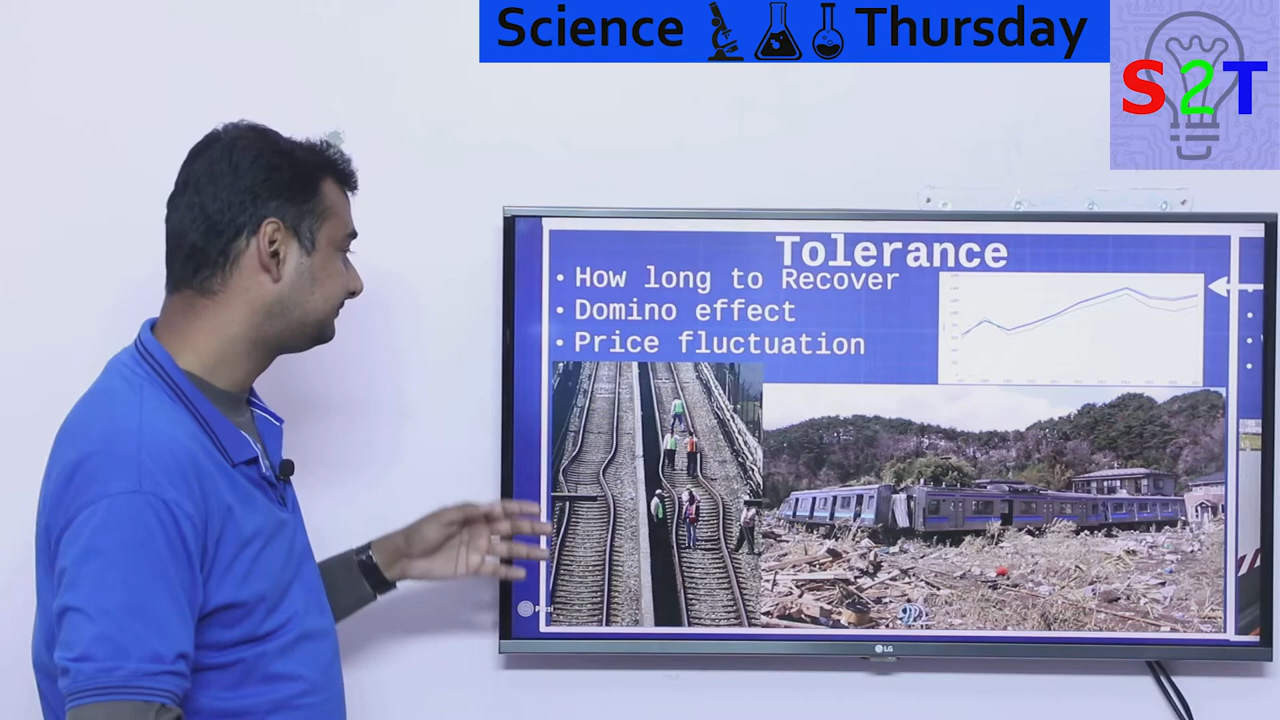 Science Thursday
S2T
Tolerance
• How long to Recover
• Domino effect
• Price fluctuation
LG